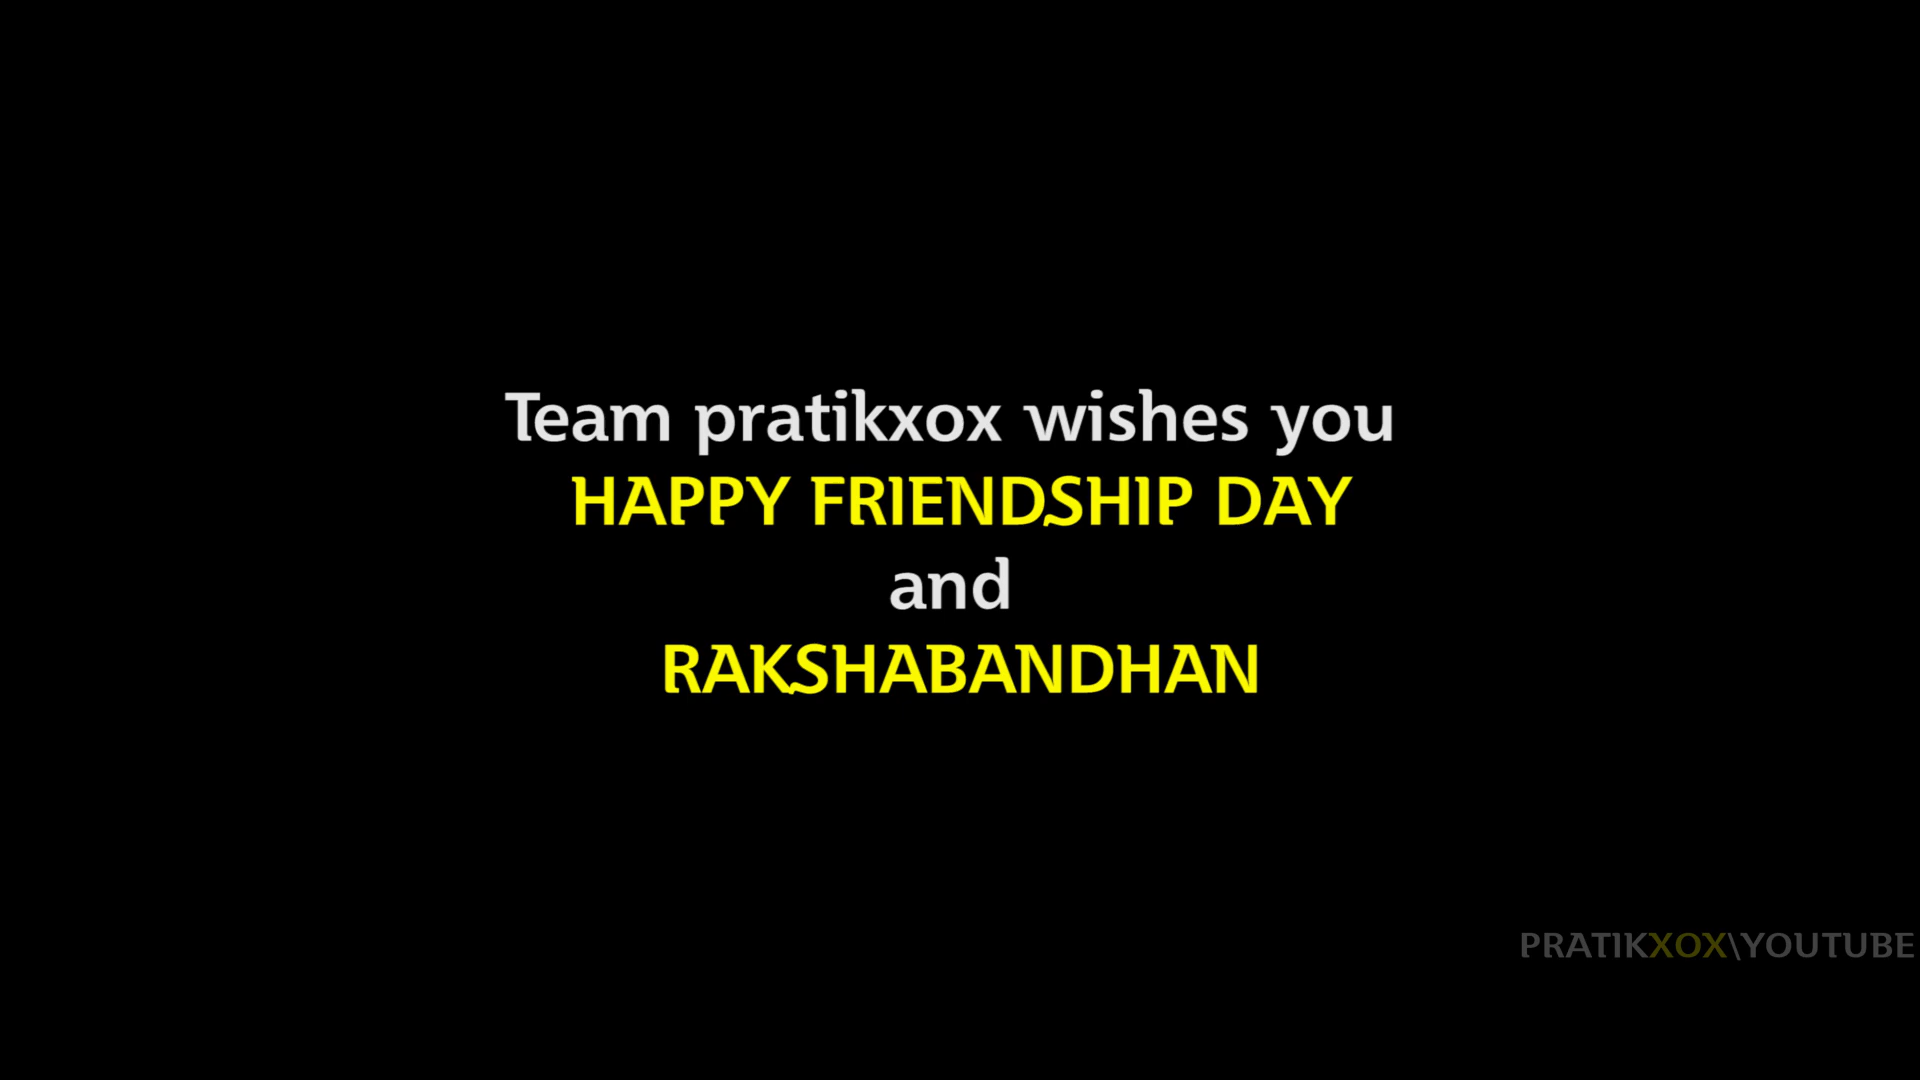 Team pratikxox wishes you
HAPPY FRIENDSHIP DAY
and
RAKSHABANDHAN
PRATIKXOX\YOUTUBE